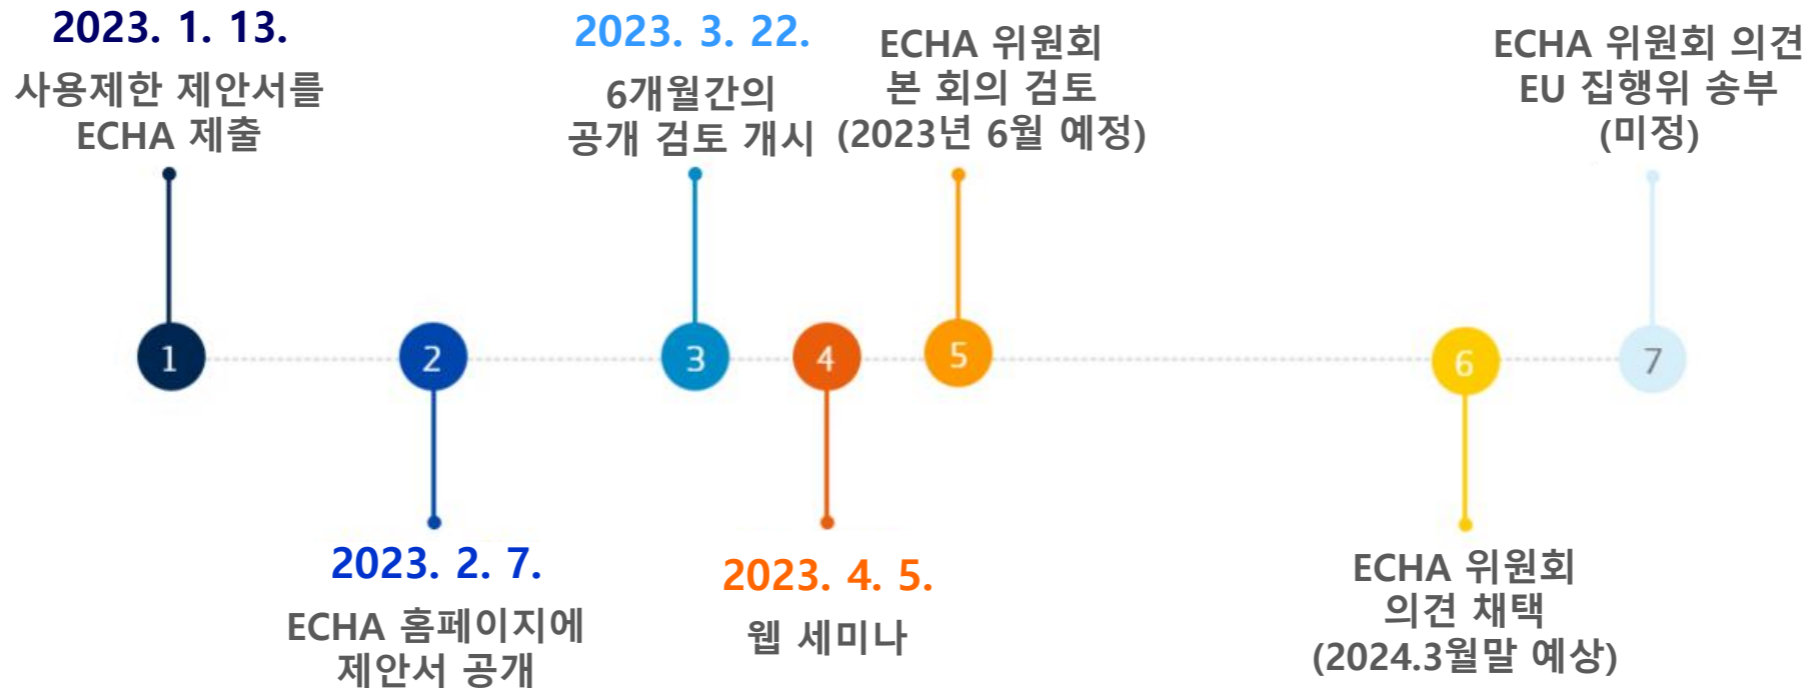 2023. 1. 13.
사용제한 제안서를
ECHA 제출
2023. 3. 22.
6개월간의
공개 검토 개시
ECHA 위원회
본 회의 검토
(2023년 6월 예정)
ECHA 위원회 의견
EU 집행위 송부
(미정)
1
2
3
4
5
6
7
2023. 2. 7.
ECHA 홈페이지에
제안서 공개
2023. 4. 5.
웹 세미나
ECHA 위원회
의견 채택
(2024.3월말 예상)